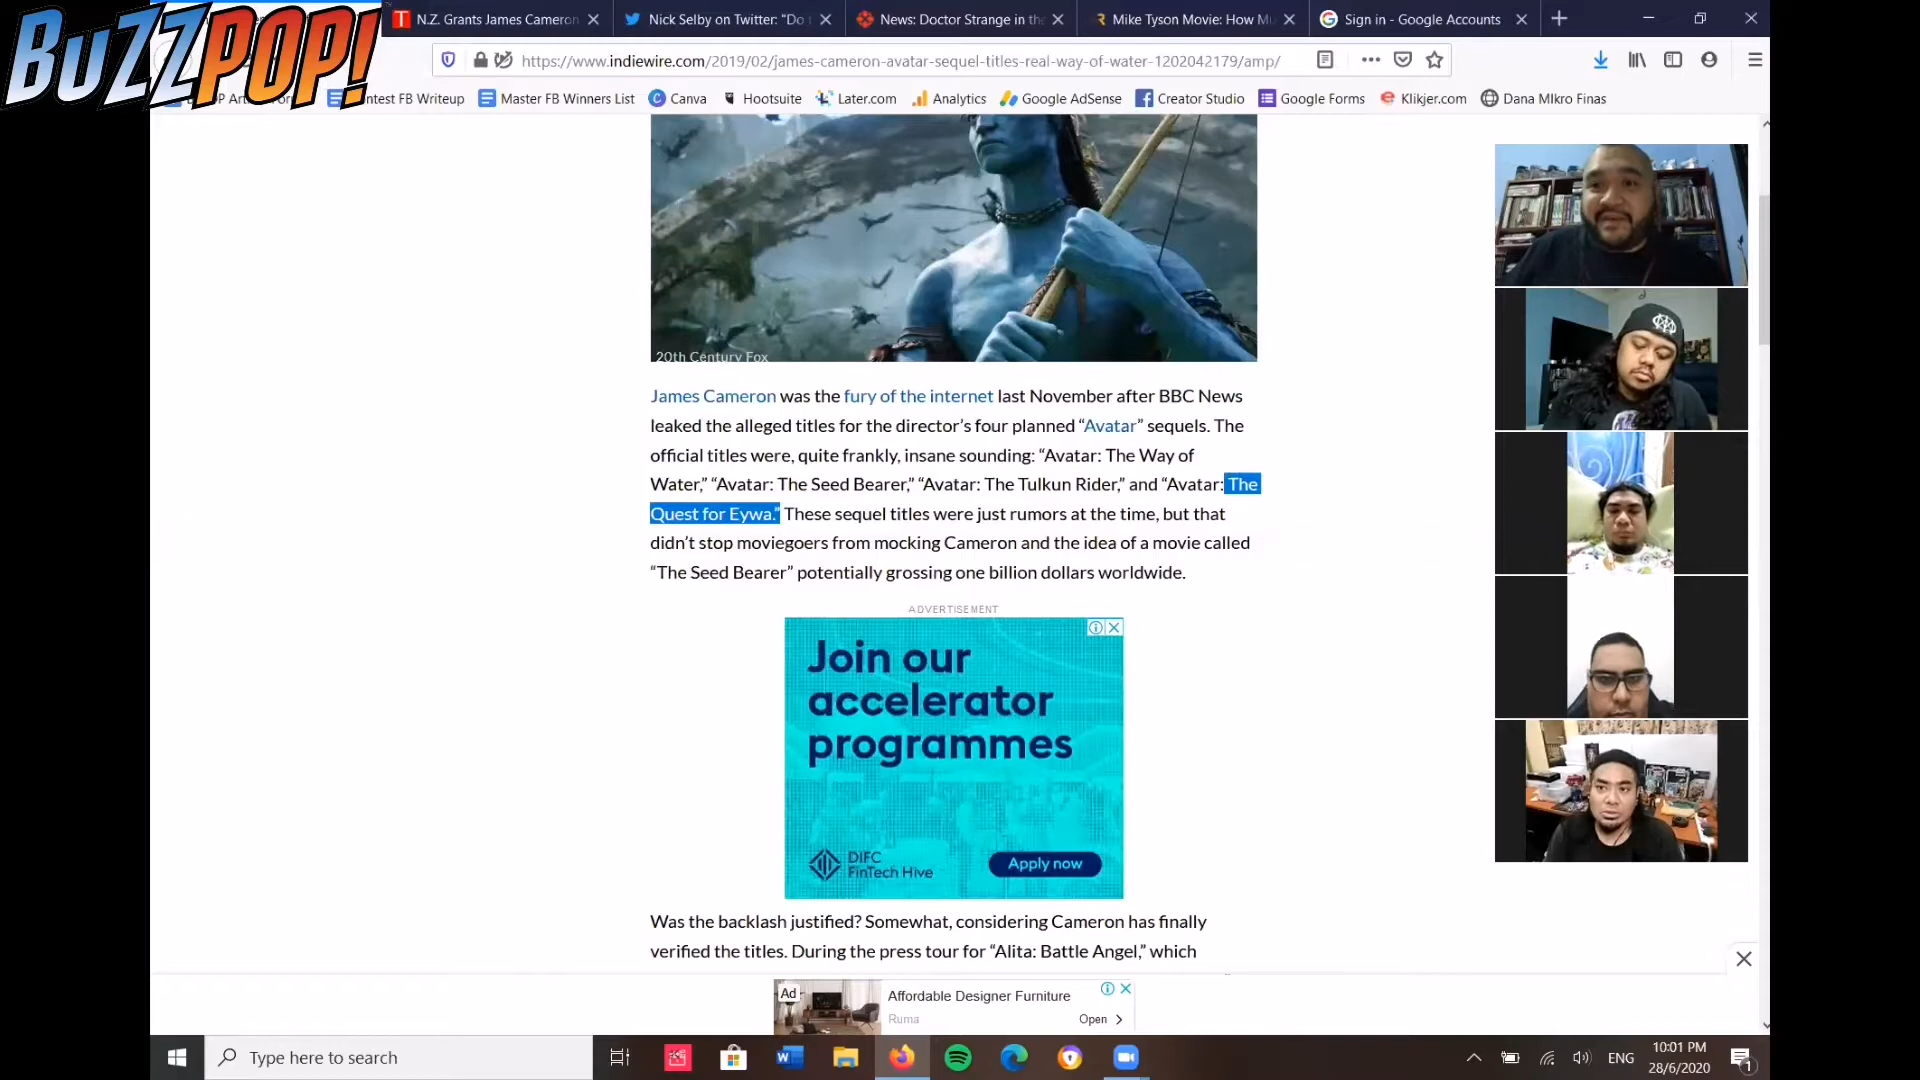 BUZZPOP!
N.Z. Grants James Cameron
Nick Selby on Twitter: "Do
News: Doctor Strange in the
Mike Tyson Movie: How Mu
Sign in - Google Accounts
https://www.indiewire.com/2019/02/james-cameron-avatar-sequel-titles-real-way-of-water-1202042179/amp/
ntest FB Writeup
Master FB Winners List
Canva
Hootsuite
Later.com
Analytics
Google AdSense
Creator Studio
Google Forms
Klikjer.com
Dana MIkro Finas
20th Century Fox
James Cameron was the fury of the internet last November after BBC News
leaked the alleged titles for the director’s four planned “Avatar” sequels. The
official titles were, quite frankly, insane sounding: “Avatar: The Way of
Water,” “Avatar: The Seed Bearer,” “Avatar: The Tulkun Rider,” and “Avatar: The
Quest for Eywa.” These sequel titles were just rumors at the time, but that
didn’t stop moviegoers from mocking Cameron and the idea of a movie called
“The Seed Bearer” potentially grossing one billion dollars worldwide.
ADVERTISEMENT
Join our
accelerator
programmes
DIFC
FinTech Hive
Apply now
Was the backlash justified? Somewhat, considering Cameron has finally
verified the titles. During the press tour for “Alita: Battle Angel,” which
Ad
Affordable Designer Furniture
Ruma
Open
Type here to search
ENG
10:01 PM
28/6/2020
1